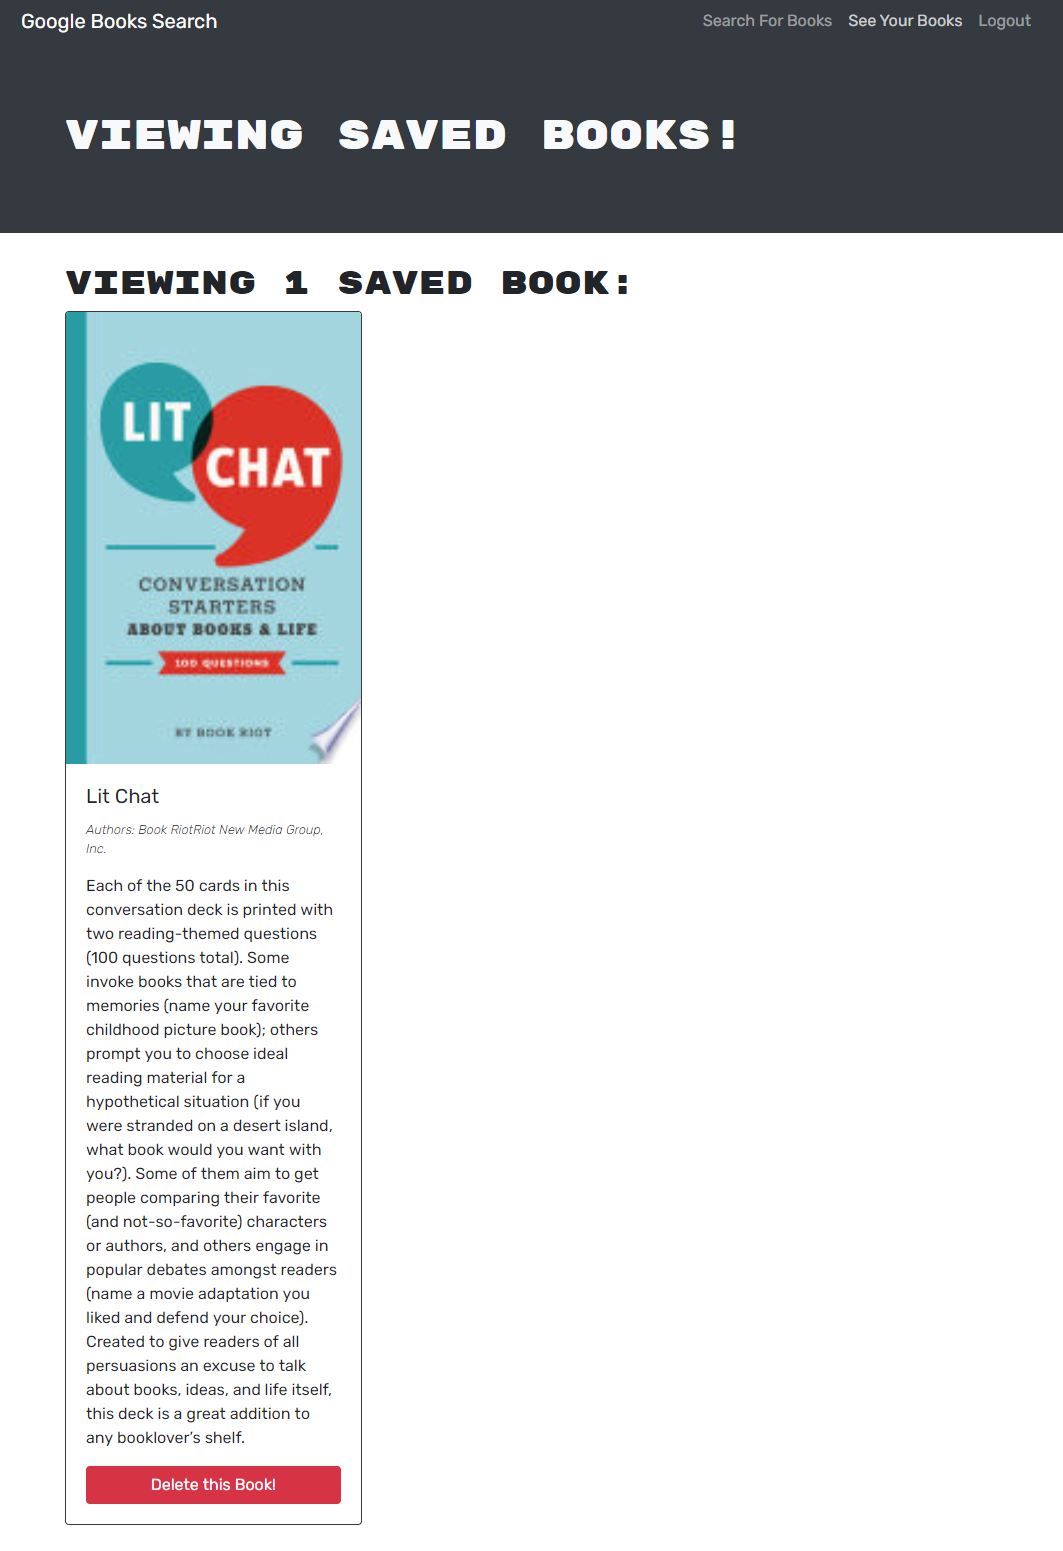 Google Books Search
Search For Books See Your Books Logout
VIEWING SAVED BOOKS!
VIEWING 1 SAVED BOOK:
LIT
CHAT
CONVERSATION
STARTERS
ABOUT BOOKS & LIFE
100 QUESTIONS
BY BOOK RIOT
Lit Chat
Authors: Book RiotRiot New Media Group,
Inc.
Each of the 50 cards in this
conversation deck is printed with
two reading-themed questions
(100 questions total). Some
invoke books that are tied to
memories (name your favorite
childhood picture book); others
prompt you to choose ideal
reading material for a
hypothetical situation (if you
were stranded on a desert island,
what book would you want with
you?). Some of them aim to get
people comparing their favorite
(and not-so-favorite) characters
or authors, and others engage in
popular debates amongst readers
(name a movie adaptation you
liked and defend your choice).
Created to give readers of all
persuasions an excuse to talk
about books, ideas, and life itself,
this deck is a great addition to
any booklover's shelf.
Delete this Book!